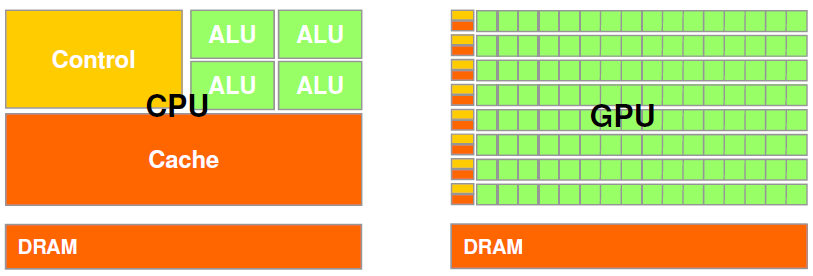 Control
ALU ALU
ALU ALU
CPU
Cache
DRAM
GPU
DRAM